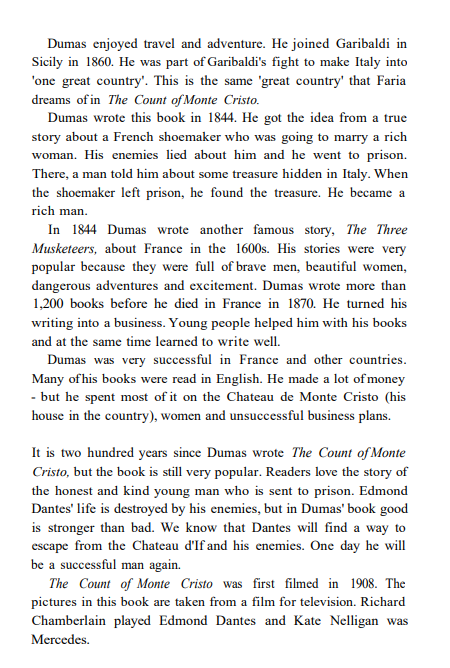 Dumas enjoyed travel and adventure. He joined Garibaldi in
Sicily in 1860. He was part of Garibaldi's fight to make Italy into
'one great country'. This is the same 'great country' that Faria
dreams of in The Count of Monte Cristo.
Dumas wrote this book in 1844. He got the idea from a true
story about a French shoemaker who was going to marry a rich
woman. His enemies lied about him and he went to prison.
There, a man told him about some treasure hidden in Italy. When
the shoemaker left prison, he found the treasure. He became a
rich man.
In 1844 Dumas wrote another famous story, The Three
Musketeers, about France in the 1600s. His stories were very
popular because they were full of brave men, beautiful women,
dangerous adventures and excitement. Dumas wrote more than
1,200 books before he died in France in 1870. He turned his
writing into a business. Young people helped him with his books
and at the same time learned to write well.
Dumas was very successful in France and other countries.
Many of his books were read in English. He made a lot of money
- but he spent most of it on the Chateau de Monte Cristo (his
house in the country), women and unsuccessful business plans.
It is two hundred years since Dumas wrote The Count of Monte
Cristo, but the book is still very popular. Readers love the story of
the honest and kind young man who is sent to prison. Edmond
Dantes' life is destroyed by his enemies, but in Dumas' book good
is stronger than bad. We know that Dantes will find a way to
escape from the Chateau d'If and his enemies. One day he will
be a successful man again.
The Count of Monte Cristo was first filmed in 1908. The
pictures in this book are taken from a film for television. Richard
Chamberlain played Edmond Dantes and Kate Nelligan was
Mercedes.